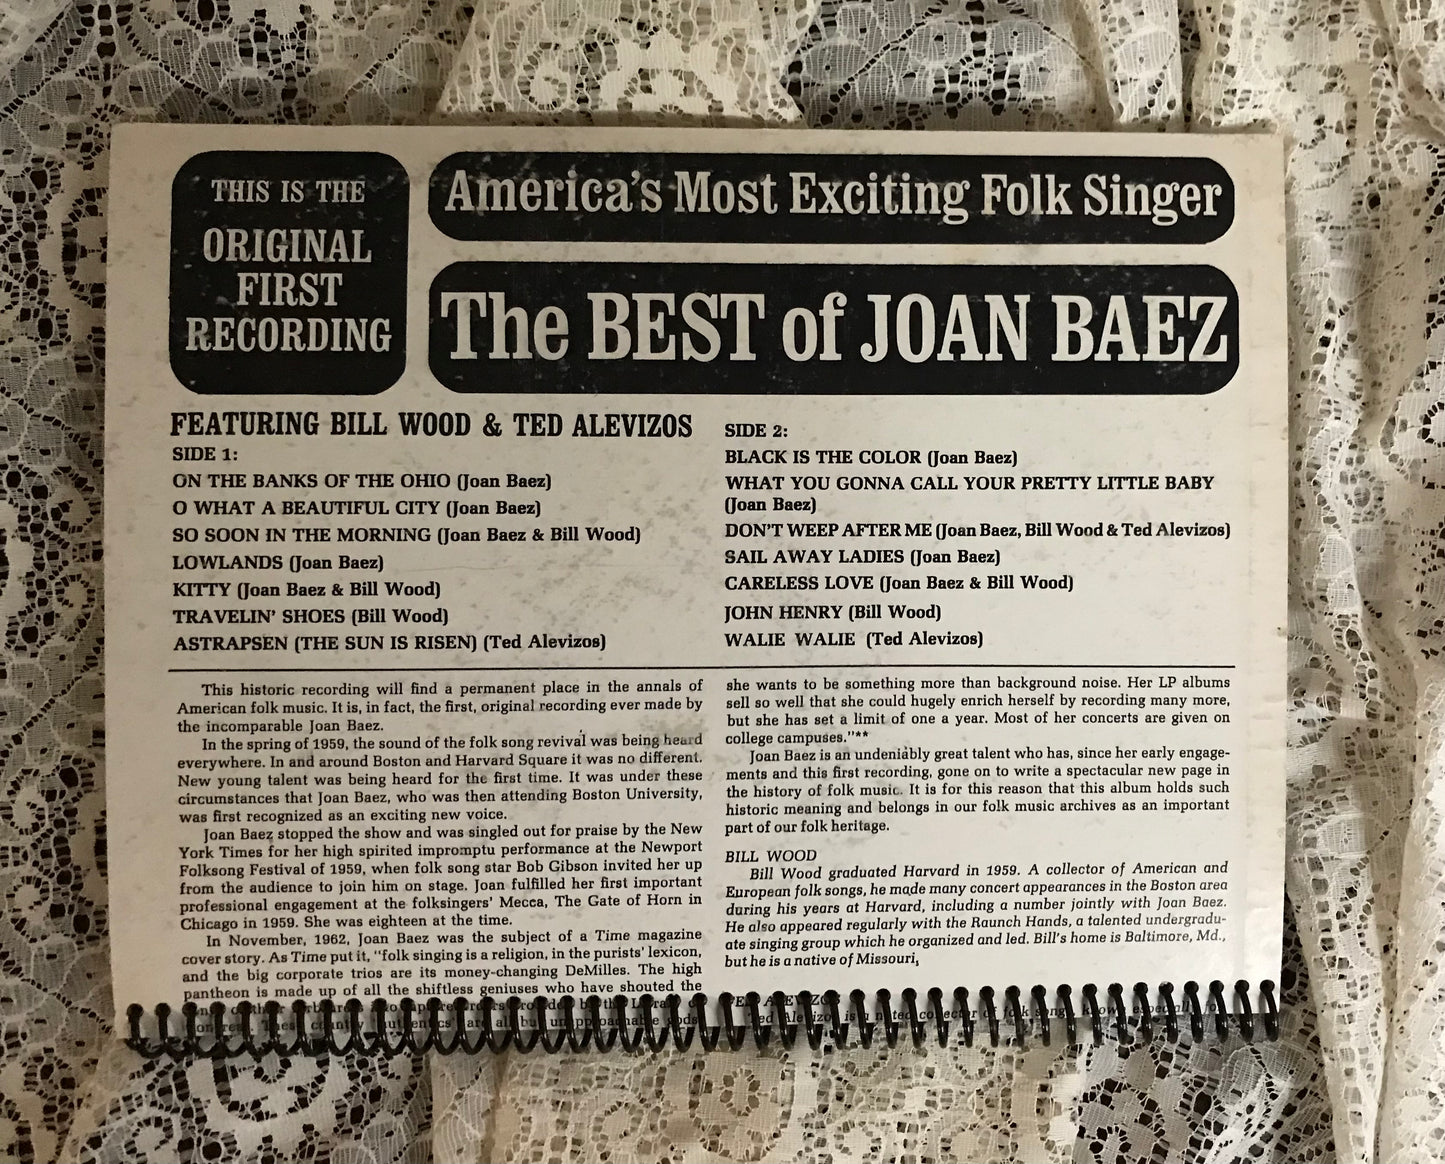 THIS IS THE
ORIGINAL
FIRST
RECORDING
America's Most Exciting Folk Singer
The BEST of JOAN BAEZ
FEATURING BILL WOOD & TED ALEVIZOS
SIDE 1:
ON THE BANKS OF THE OHIO (Joan Baez)
O WHAT A BEAUTIFUL CITY (Joan Baez)
SO SOON IN THE MORNING (Joan Baez & Bill Wood)
LOWLANDS (Joan Baez)
KITTY (Joan Baez & Bill Wood)
TRAVELIN' SHOES (Bill Wood)
ASTRAPSEN (THE SUN IS RISEN) (Ted Alevizos)
SIDE 2:
BLACK IS THE COLOR (Joan Baez)
WHAT YOU GONNA CALL YOUR PRETTY LITTLE BABY
(Joan Baez)
DON'T WEEP AFTER ME (Joan Baez, Bill Wood & Ted Alevizos)
SAIL AWAY LADIES (Joan Baez)
CARELESS LOVE (Joan Baez & Bill Wood)
JOHN HENRY (Bill Wood)
WALIE WALIE (Ted Alevizos)
This historic recording will find a permanent place in the annals of
American folk music. It is, in fact, the first, original recording ever made by
the incomparable Joan Baez.
In the spring of 1959, the sound of the folk song revival was being heard
everywhere. In and around Boston and Harvard Square it was no different.
New young talent was being heard for the first time. It was under these
circumstances that Joan Baez, who was then attending Boston University,
was first recognized as an exciting new voice.
Joan Baez stopped the show and was singled out for praise by the New
York Times for her high spirited impromptu performance at the Newport
Folksong Festival of 1959, when folk song star Bob Gibson invited her up
from the audience to join him on stage. Joan fulfilled her first important
professional engagement at the folksingers' Mecca, The Gate of Horn in
Chicago in 1959. She was eighteen at the time.
In November, 1962, Joan Baez was the subject of a Time magazine
cover story. As Time put it, "folk singing is a religion, in the purists' lexicon,
and the big corporate trios are its money-changing DeMilles. The high
pantheon is made up of all the shiftless geniuses who have shouted the
These country 'authentics' are all but unapproachable gods.
she wants to be something more than background noise. Her LP albums
sell so well that she could hugely enrich herself by recording many more,
but she has set a limit of one a year. Most of her concerts are given on
college campuses."**
Joan Baez is an undeniably great talent who has, since her early engage-
ments and this first recording, gone on to write a spectacular new page in
the history of folk music. It is for this reason that this album holds such
historic meaning and belongs in our folk music archives as an important
part of our folk heritage.
BILL WOOD
Bill Wood graduated Harvard in 1959. A collector of American and
European folk songs, he made many concert appearances in the Boston area
during his years at Harvard, including a number jointly with Joan Baez.
He also appeared regularly with the Raunch Hands, a talented undergradu-
ate singing group which he organized and led. Bill's home is Baltimore, Md.,
but he is a native of Missouri,
TED ALEVIZOS
Ted Alevizos is a noted collector of folk songs, known especially for